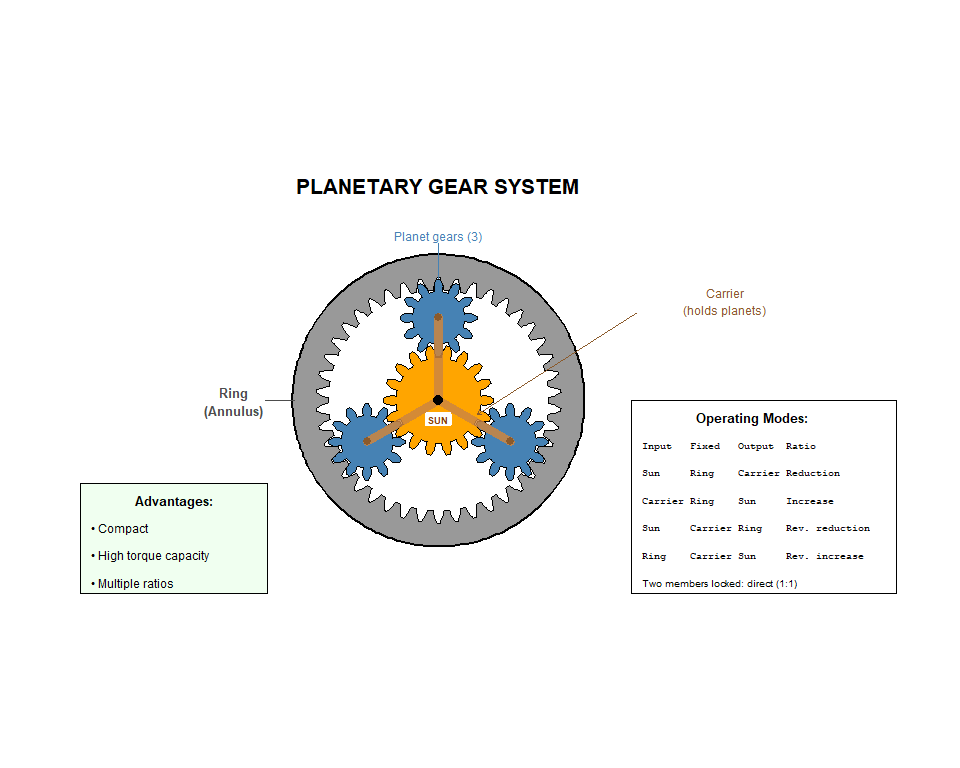 PLANETARY GEAR SYSTEM
Planet gears (3)
Carrier
(holds planets)
Ring
(Annulus)
SUN
Advantages:
• Compact
• High torque capacity
• Multiple ratios
Operating Modes:
Input Fixed Output Ratio
Sun Ring Carrier Reduction
Carrier Ring Sun Increase
Sun Carrier Ring Rev. reduction
Ring Carrier Sun Rev. increase
Two members locked: direct (1:1)